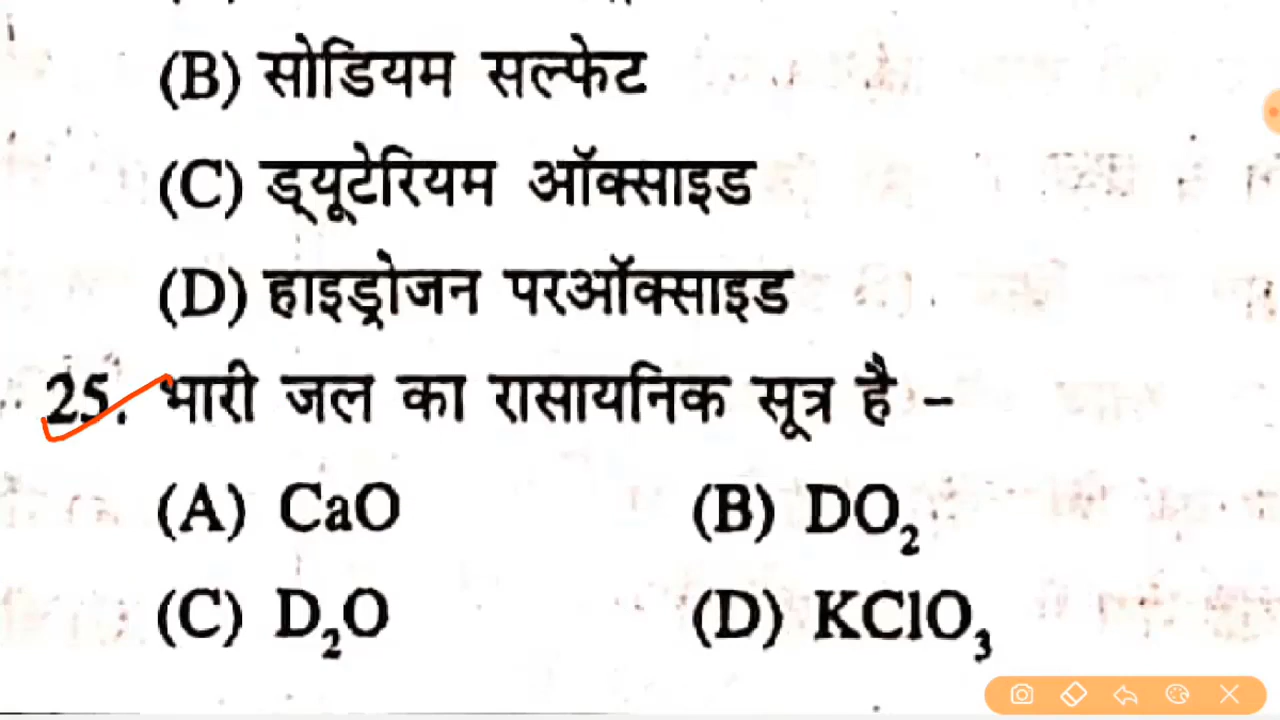 (B) सोडियम सल्फेट
(C) ड्यूटेरियम ऑक्साइड
(D) हाइड्रोजन परऑक्साइड
25. भारी जल का रासायनिक सूत्र है –
(A) CaO (B) DO₂
(C) D₂O (D) KClO₃